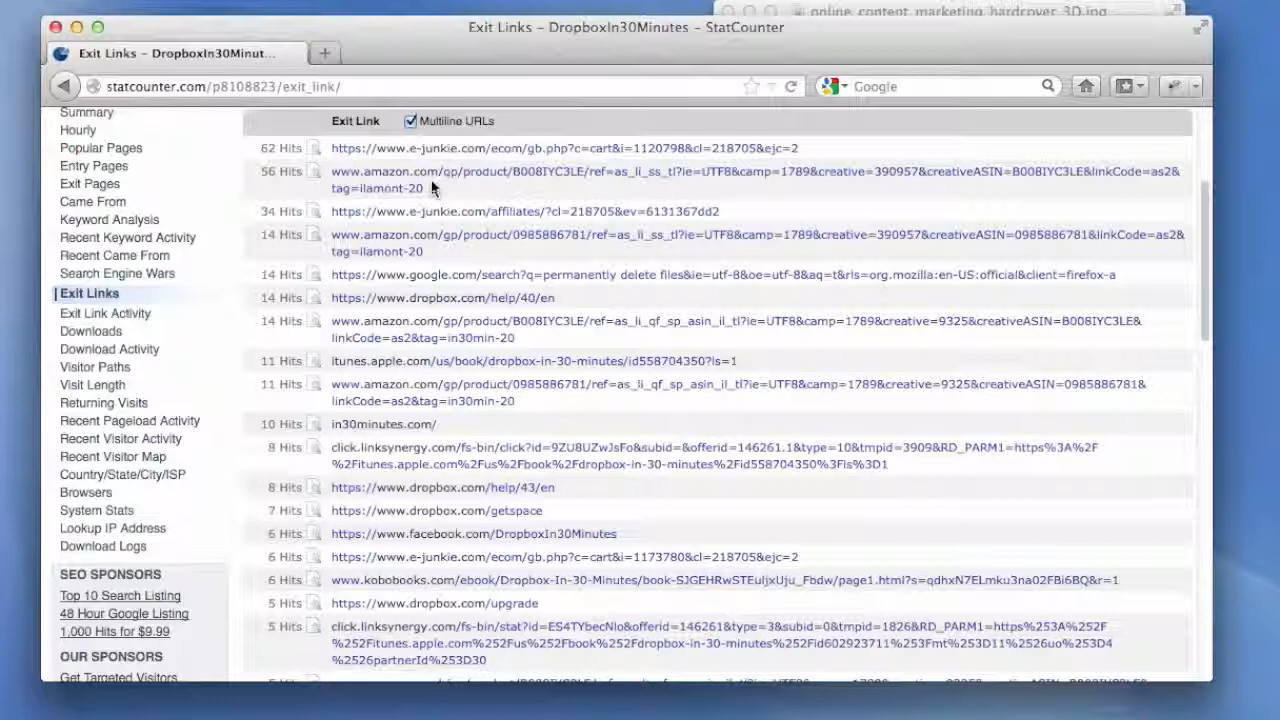 online_content_marketing_hardcover_3D.png
Exit Links – DropboxIn30Minutes – StatCounter
Exit Links – DropboxIn30Minut...
statcounter.com/p8108823/exit_link/
Google
Summary
Hourly
Popular Pages
Entry Pages
Exit Pages
Came From
Keyword Analysis
Recent Keyword Activity
Recent Came From
Search Engine Wars
Exit Links
Exit Link Activity
Downloads
Download Activity
Visitor Paths
Visit Length
Returning Visits
Recent Pageload Activity
Recent Visitor Activity
Recent Visitor Map
Country/State/City/ISP
Browsers
System Stats
Lookup IP Address
Download Logs
SEO SPONSORS
Top 10 Search Listing
48 Hour Google Listing
1,000 Hits for $9.99
OUR SPONSORS
Get Targeted Visitors
Exit Link Multiline URLs
62 Hits https://www.e-junkie.com/ecom/gb.php?c=cart&i=1120798&cl=218705&ejc=2
56 Hits www.amazon.com/gp/product/B008IYC3LE/ref=as_li_ss_tl?ie=UTF8&camp=1789&creative=390957&creativeASIN=B008IYC3LE&linkCode=as2&
tag=ilamont-20
34 Hits https://www.e-junkie.com/affiliates/?cl=218705&ev=6131367dd2
14 Hits www.amazon.com/gp/product/0985886781/ref=as_li_ss_tl?ie=UTF8&camp=1789&creative=390957&creativeASIN=0985886781&linkCode=as2&
tag=ilamont-20
14 Hits https://www.google.com/search?q=permanently delete files&ie=utf-8&oe=utf-8&aq=t&rls=org.mozilla:en-US:official&client=firefox-a
14 Hits https://www.dropbox.com/help/40/en
14 Hits www.amazon.com/gp/product/B008IYC3LE/ref=as_li_qf_sp_asin_il_tl?ie=UTF8&camp=1789&creative=9325&creativeASIN=B008IYC3LE&
linkCode=as2&tag=in30min-20
11 Hits itunes.apple.com/us/book/dropbox-in-30-minutes/id558704350?ls=1
11 Hits www.amazon.com/gp/product/0985886781/ref=as_li_qf_sp_asin_il_tl?ie=UTF8&camp=1789&creative=9325&creativeASIN=0985886781&
linkCode=as2&tag=in30min-20
10 Hits in30minutes.com/
8 Hits click.linksynergy.com/fs-bin/click?id=9ZU8UZwJsFo&subid=&offerid=146261.1&type=10&tmpid=3909&RD_PARM1=https%3A%2F
%2Fitunes.apple.com%2Fus%2Fbook%2Fdropbox-in-30-minutes%2Fid558704350%3Fls%3D1
8 Hits https://www.dropbox.com/help/43/en
7 Hits https://www.dropbox.com/getspace
6 Hits https://www.facebook.com/DropboxIn30Minutes
6 Hits https://www.e-junkie.com/ecom/gb.php?c=cart&i=1173780&cl=218705&ejc=2
6 Hits www.kobobooks.com/ebook/Dropbox-In-30-Minutes/book-SJGEHRwSTEuljxUju_Fbdw/page1.html?s=qdhxN7ELmku3na02FBi6BQ&r=1
5 Hits https://www.dropbox.com/upgrade
5 Hits click.linksynergy.com/fs-bin/stat?id=ES4TYbecNlo&offerid=146261&type=3&subid=0&tmpid=1826&RD_PARM1=https%253A%252F
%252Fitunes.apple.com%252Fus%252Fbook%252Fdropbox-in-30-minutes%252Fid602923711%253Fmt%253D11%2526uo%253D4
%2526partnerId%253D30